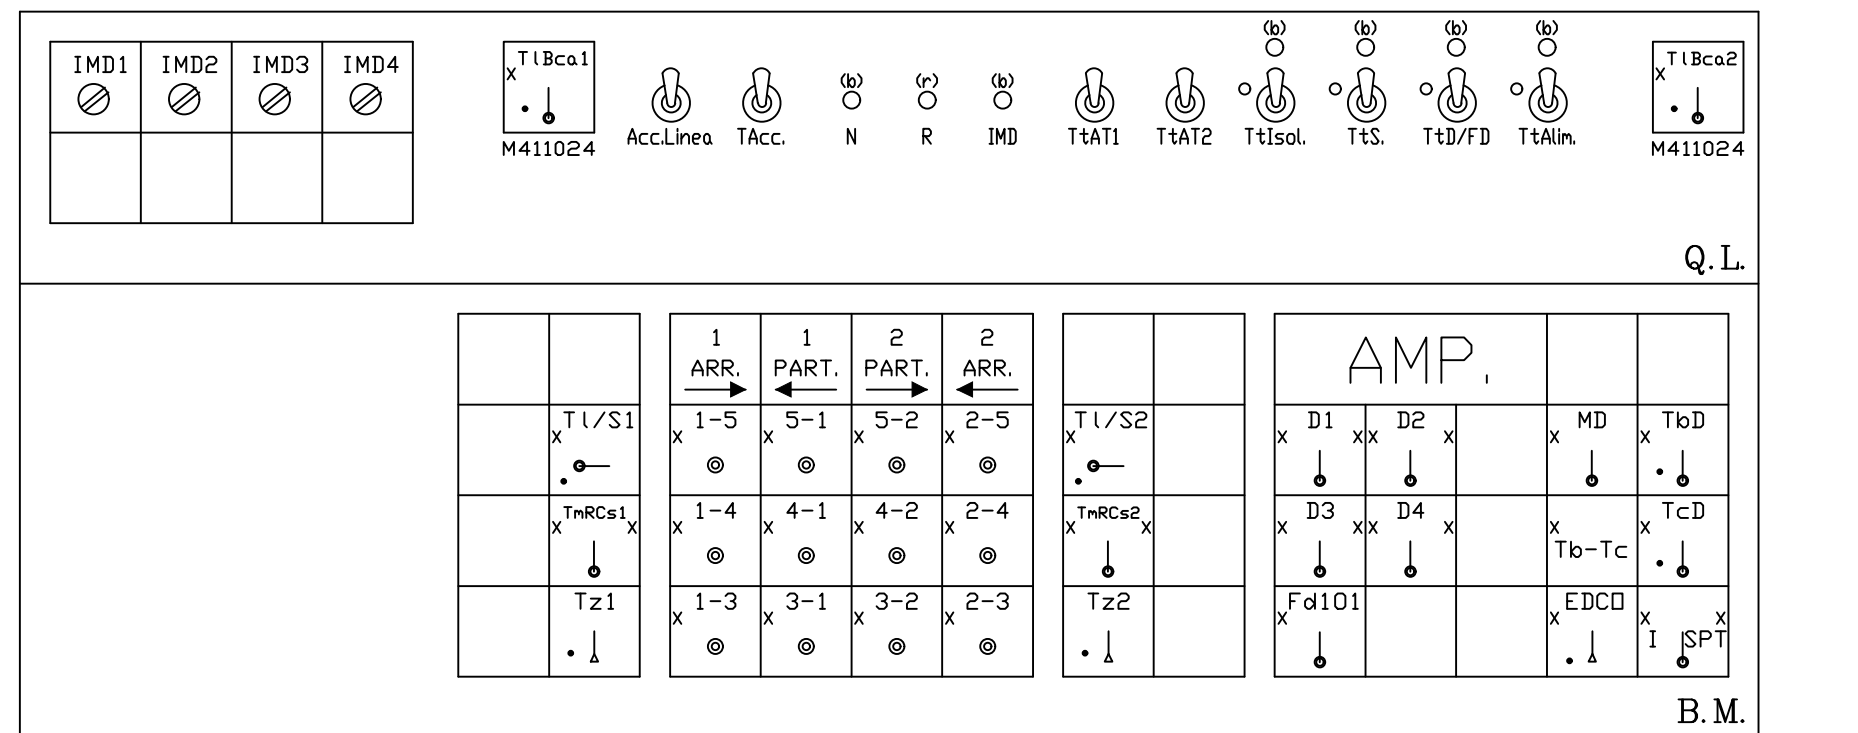 (b) (b) (b) (b)
IMD1 IMD2 IMD3 IMD4 TlBca1 (b) (r) (b) TlBca2
x x
Acc.Linea TAcc. N R IMD TtAT1 TtAT2 TtIsol. TtS. TtD/FD TtAlim.
M411024 M411024
Q.L.
1 1 2 2 AMP.
ARR. PART. PART. ARR.
Tl/S1 1-5 5-1 5-2 2-5 Tl/S2 D1 D2 MD TbD
x x x x x x x x x x x x
TmRCs1 1-4 4-1 4-2 2-4 TmRCs2 D3 D4 TcD
x x x x x x x x x x x x x x x
Tb-Tc
Tz1 1-3 3-1 3-2 2-3 Tz2 Fd101 EDCO
x x x x x x x x
I SPT
B.M.